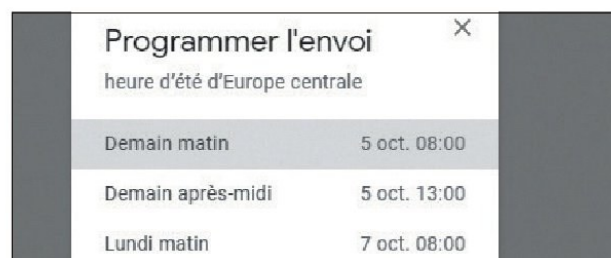 Programmer l'envoi
heure d'été d'Europe centrale
Demain matin 5 oct. 08:00
Demain après-midi 5 oct. 13:00
Lundi matin 7 oct. 08:00